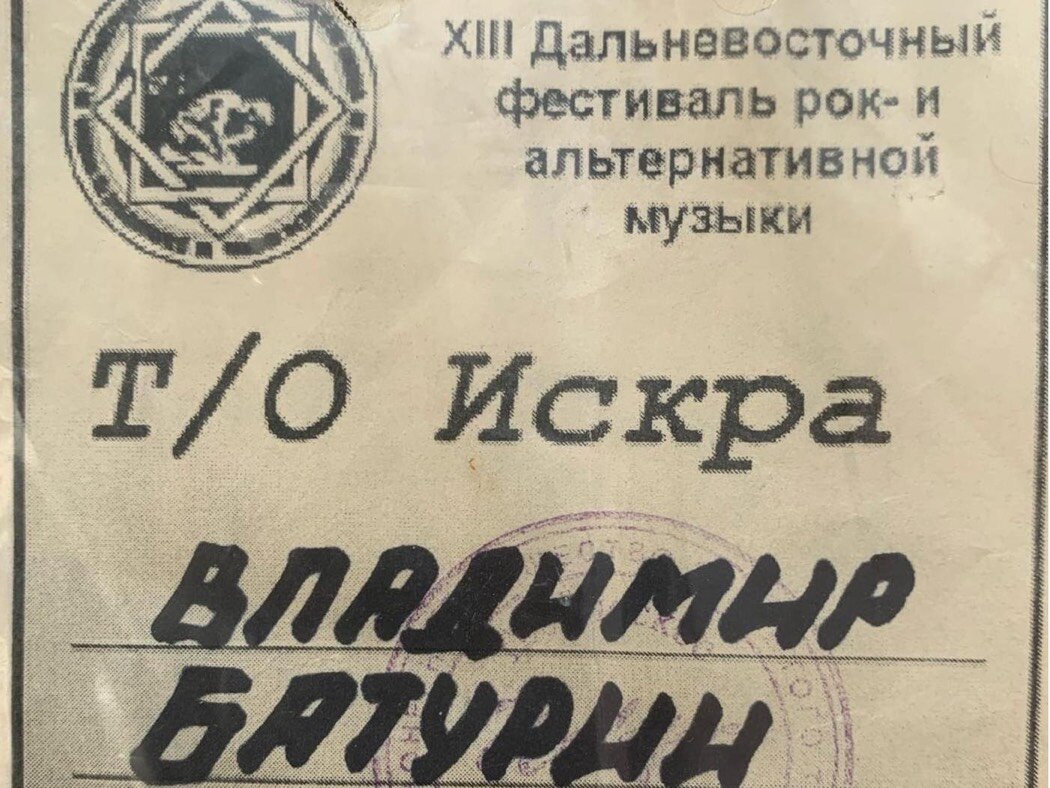 XIII Дальневосточный
фестиваль рок- и
альтернативной
музыки
Т/О Искра
ВЛАДИМИР
БАТУРИН